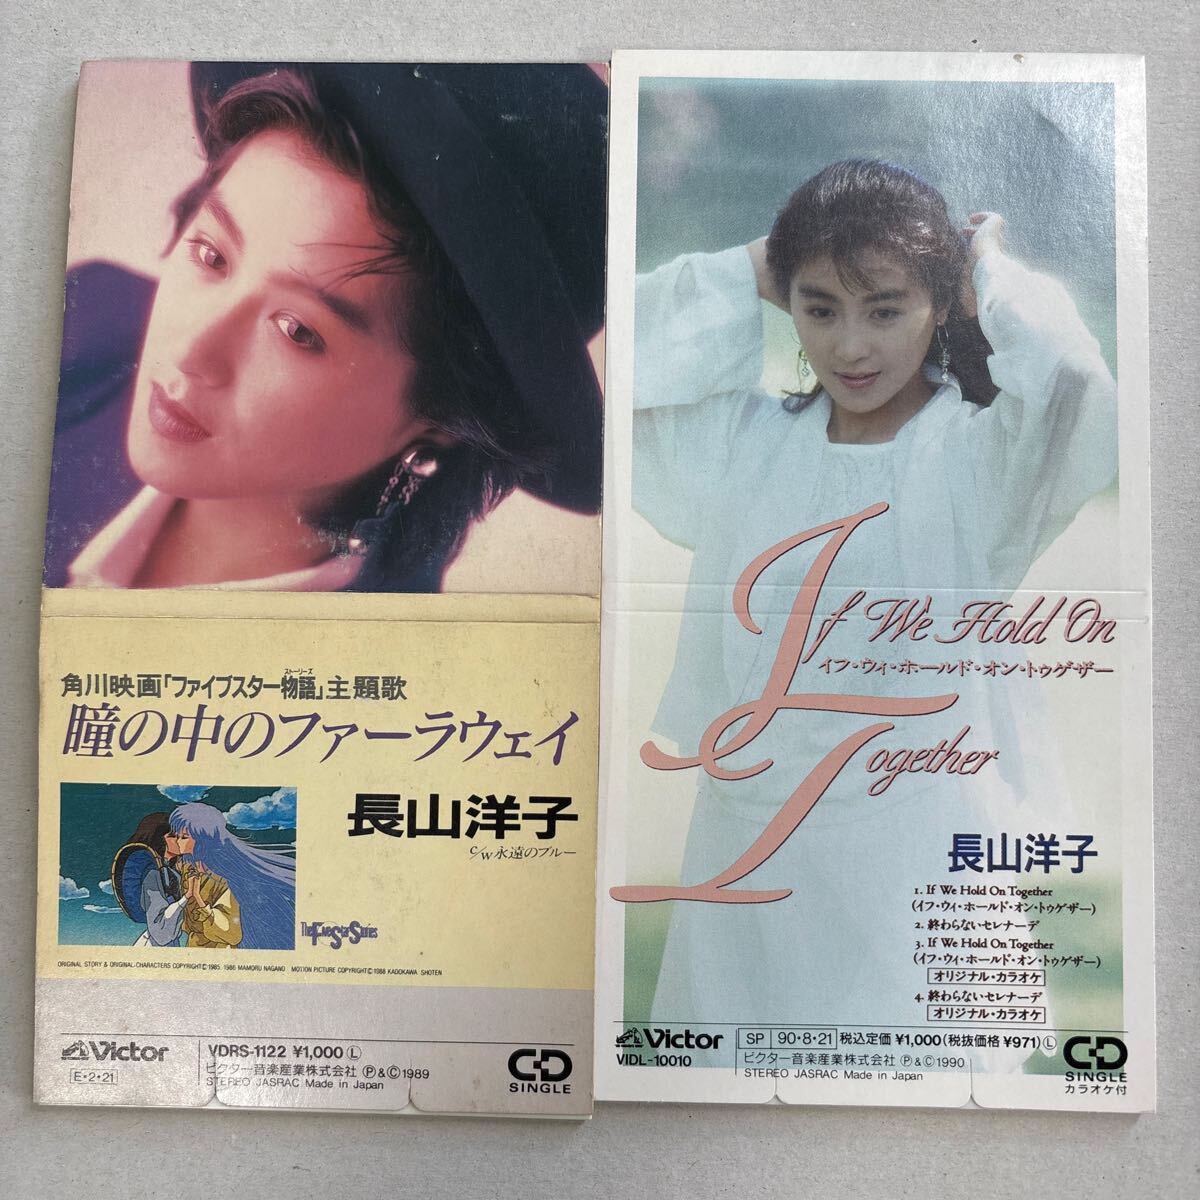 角川映画「ファイブスター物語」主題歌
ストーリーズ
瞳の中のファーラウェイ
長山洋子
c/w 永遠のブルー
The Five Star Stories
ORIGINAL STORY & ORIGINAL-CHARACTERS COPYRIGHT©1985. 1986 MAMORU NAGANO MOTION PICTURE COPYRIGHT©1988 KADOKAWA SHOTEN
Victor
E・2・21
VDRS-1122 ¥1,000 Ⓛ
ビクター音楽産業株式会社 Ⓟ&Ⓒ 1989
STEREO JASRAC Made in Japan
CD
SINGLE
If We Hold On
イフ・ウィ・ホールド・オン・トゥゲザー
Together
長山洋子
1. If We Hold On Together
(イフ・ウィ・ホールド・オン・トゥゲザー)
2. 終わらないセレナーデ
3. If We Hold On Together
(イフ・ウィ・ホールド・オン・トゥゲザー)
オリジナル・カラオケ
4. 終わらないセレナーデ
オリジナル・カラオケ
Victor
VIDL-10010
SP 90・8・21 税込定価 ¥1,000(税抜価格 ¥971) Ⓛ
ビクター音楽産業株式会社 Ⓟ&Ⓒ 1990
STEREO JASRAC Made in Japan
CD
SINGLE
カラオケ付